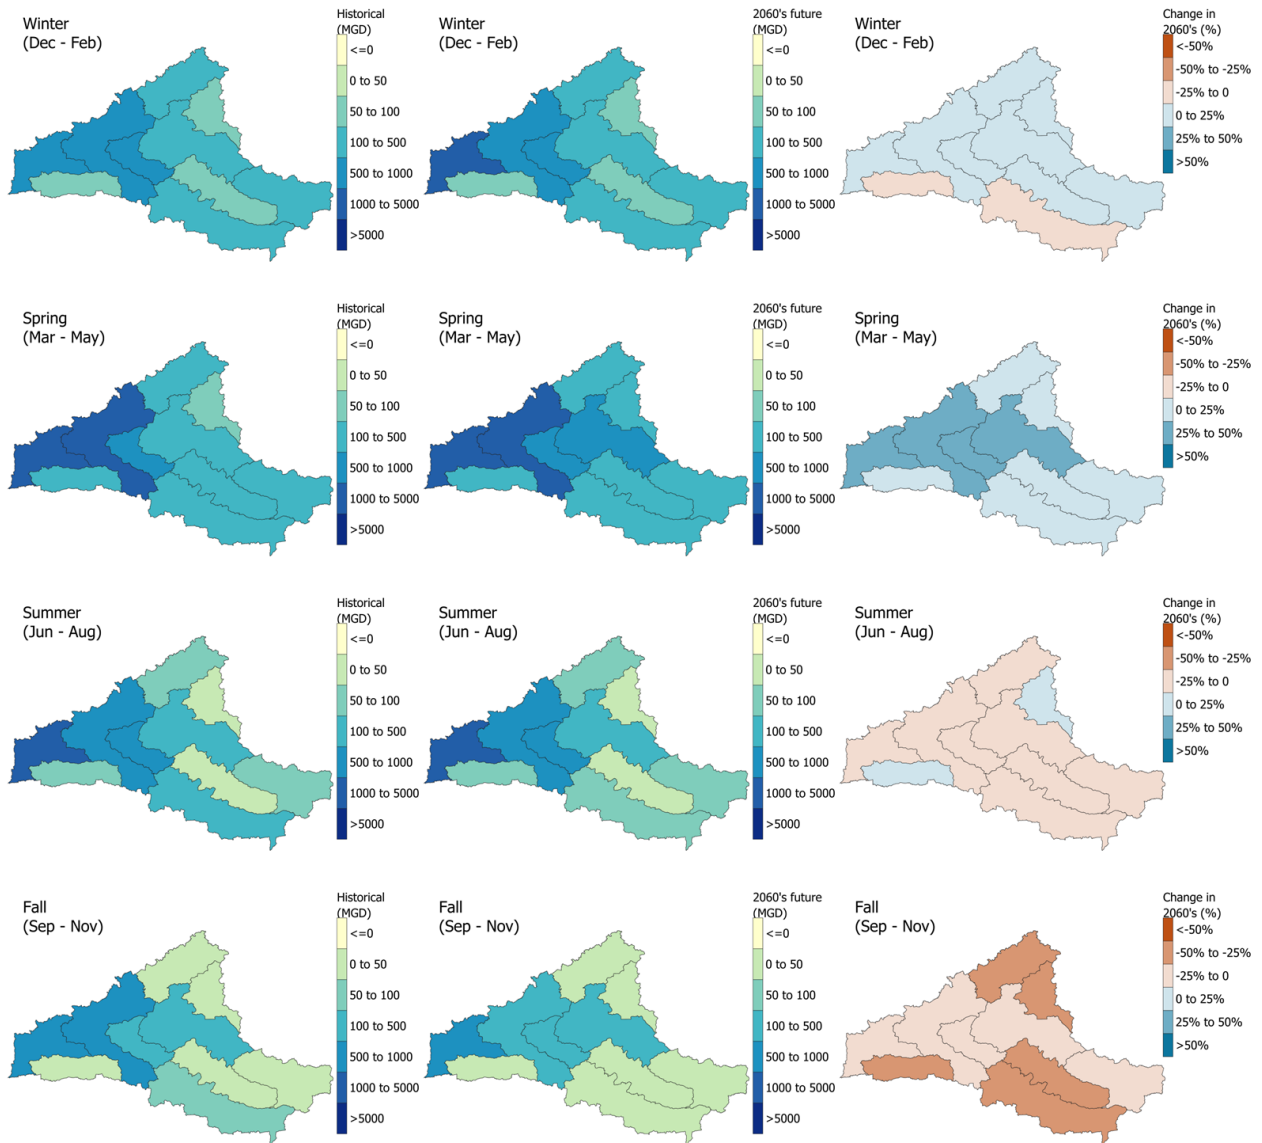 Winter
(Dec - Feb)
Historical
(MGD)
<=0
0 to 50
50 to 100
100 to 500
500 to 1000
1000 to 5000
>5000
Winter
(Dec - Feb)
2060's future
(MGD)
<=0
0 to 50
50 to 100
100 to 500
500 to 1000
1000 to 5000
>5000
Winter
(Dec - Feb)
Change in
2060's (%)
<-50%
-50% to -25%
-25% to 0
0 to 25%
25% to 50%
>50%
Spring
(Mar - May)
Historical
(MGD)
<=0
0 to 50
50 to 100
100 to 500
500 to 1000
1000 to 5000
>5000
Spring
(Mar - May)
2060's future
(MGD)
<=0
0 to 50
50 to 100
100 to 500
500 to 1000
1000 to 5000
>5000
Spring
(Mar - May)
Change in
2060's (%)
<-50%
-50% to -25%
-25% to 0
0 to 25%
25% to 50%
>50%
Summer
(Jun - Aug)
Historical
(MGD)
<=0
0 to 50
50 to 100
100 to 500
500 to 1000
1000 to 5000
>5000
Summer
(Jun - Aug)
2060's future
(MGD)
<=0
0 to 50
50 to 100
100 to 500
500 to 1000
1000 to 5000
>5000
Summer
(Jun - Aug)
Change in
2060's (%)
<-50%
-50% to -25%
-25% to 0
0 to 25%
25% to 50%
>50%
Fall
(Sep - Nov)
Historical
(MGD)
<=0
0 to 50
50 to 100
100 to 500
500 to 1000
1000 to 5000
>5000
Fall
(Sep - Nov)
2060's future
(MGD)
<=0
0 to 50
50 to 100
100 to 500
500 to 1000
1000 to 5000
>5000
Fall
(Sep - Nov)
Change in
2060's (%)
<-50%
-50% to -25%
-25% to 0
0 to 25%
25% to 50%
>50%